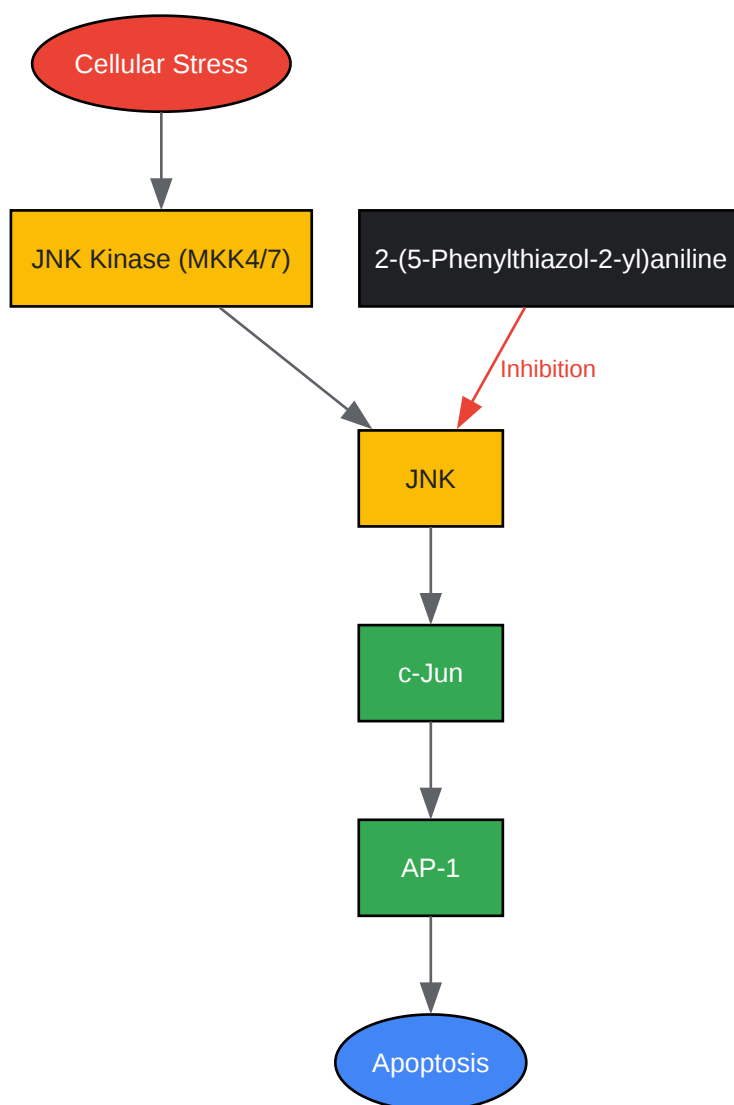 Cellular Stress
JNK Kinase (MKK4/7)
2-(5-Phenylthiazol-2-yl)aniline
Inhibition
JNK
c-Jun
AP-1
Apoptosis